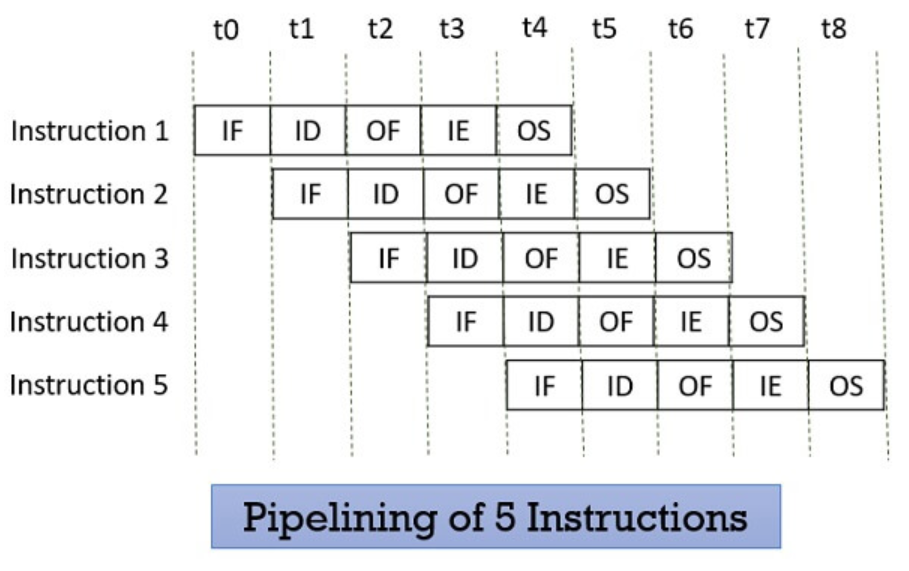 t0 t1 t2 t3 t4 t5 t6 t7 t8
Instruction 1 IF ID OF IE OS
Instruction 2 IF ID OF IE OS
Instruction 3 IF ID OF IE OS
Instruction 4 IF ID OF IE OS
Instruction 5 IF ID OF IE OS
Pipelining of 5 Instructions